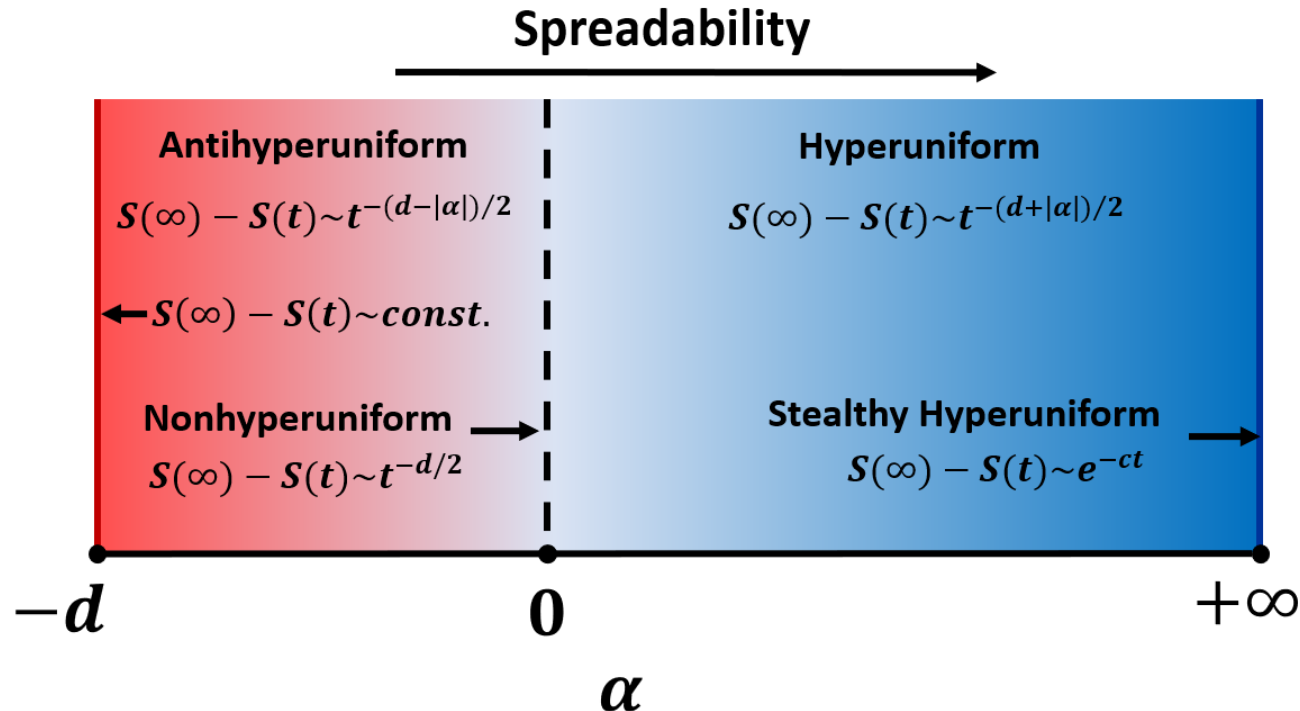 Spreadability
Antihyperuniform
S(∞) − S(t)~t^{−(d−|α|)/2}
S(∞) − S(t)~const.
Nonhyperuniform
S(∞) − S(t)~t^{−d/2}
Hyperuniform
S(∞) − S(t)~t^{−(d+|α|)/2}
Stealthy Hyperuniform
S(∞) − S(t)~e^{−ct}
−d
0
+∞
α